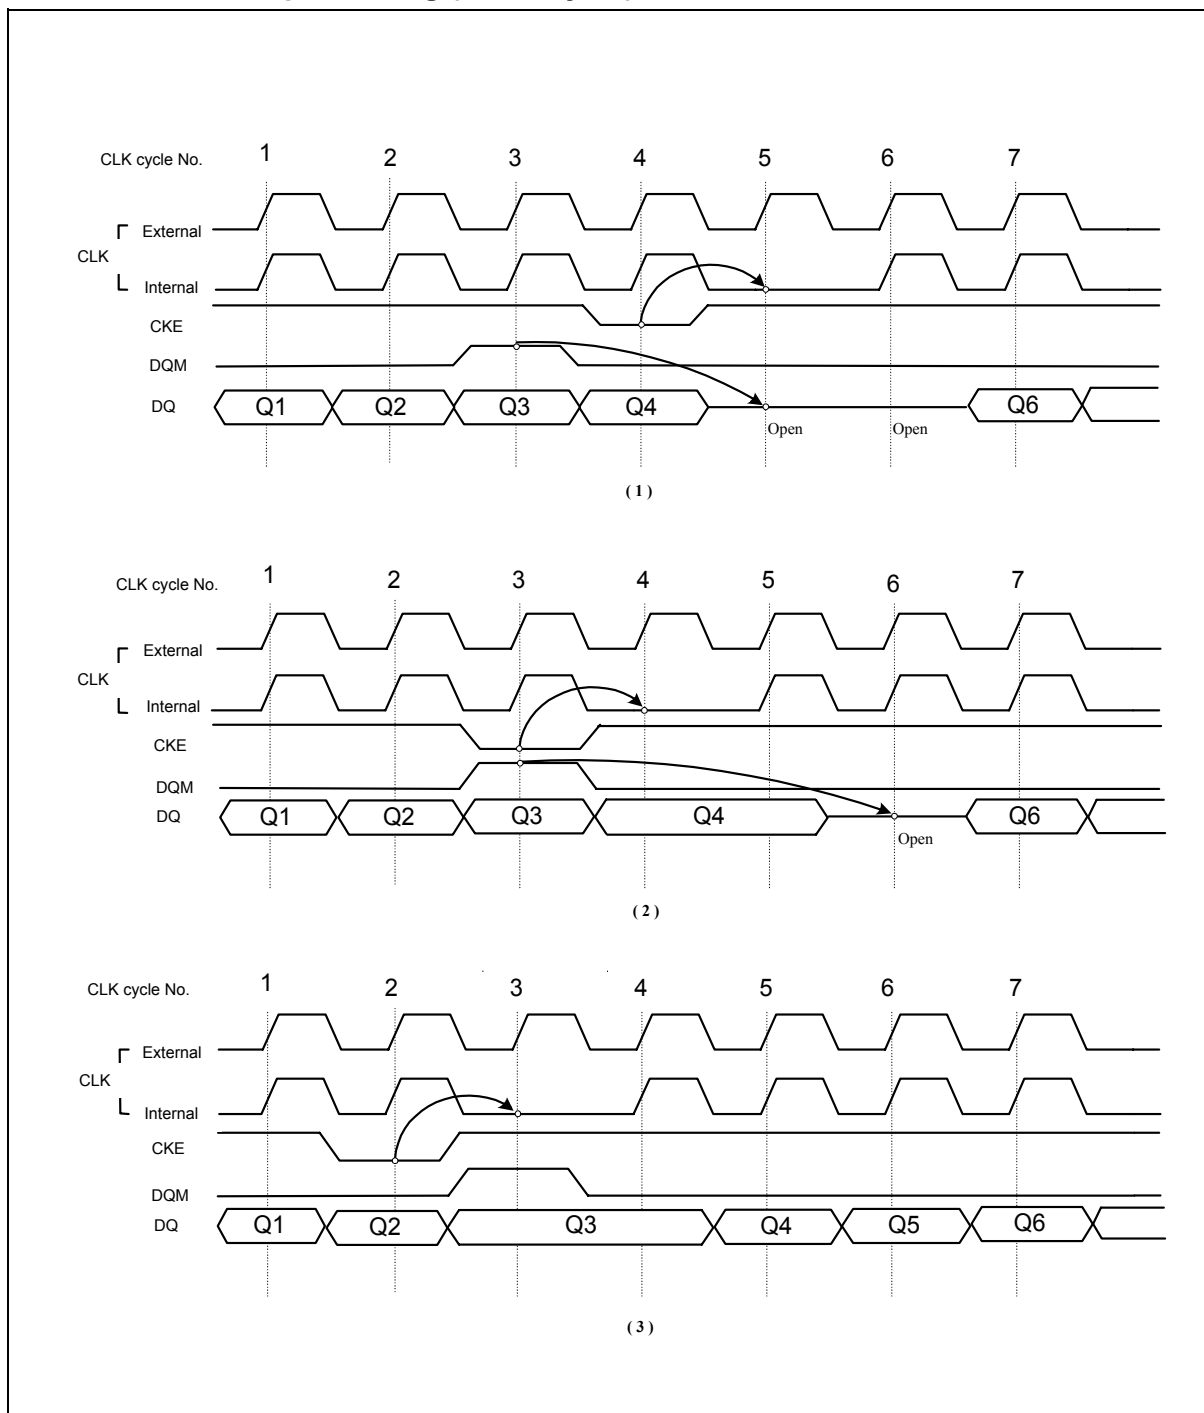 CLK cycle No. 1 2 3 4 5 6 7
External
CLK
Internal
CKE
DQM
DQ Q1 Q2 Q3 Q4 Q6
Open Open
( 1 )
CLK cycle No. 1 2 3 4 5 6 7
External
CLK
Internal
CKE
DQM
DQ Q1 Q2 Q3 Q4 Q6
Open
( 2 )
CLK cycle No. 1 2 3 4 5 6 7
External
CLK
Internal
CKE
DQM
DQ Q1 Q2 Q3 Q4 Q5 Q6
( 3 )